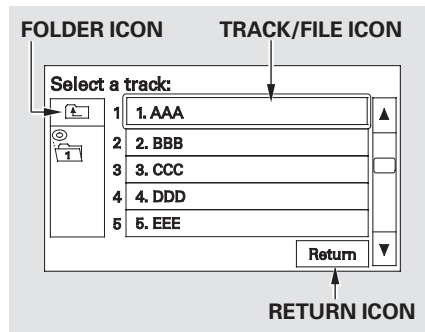 FOLDER ICON TRACK/FILE ICON
Select a track:
1 1. AAA
1
2 2. BBB
3 3. CCC
4 4. DDD
5 5. EEE
Return
RETURN ICON